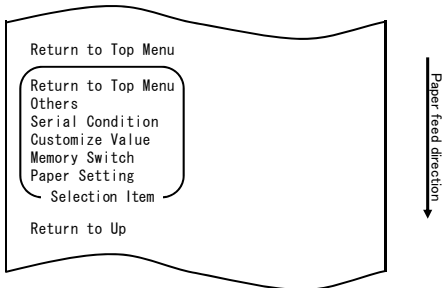 Return to Top Menu
Return to Top Menu
Others
Serial Condition
Customize Value
Memory Switch
Paper Setting
Selection Item
Return to Up
Paper feed direction